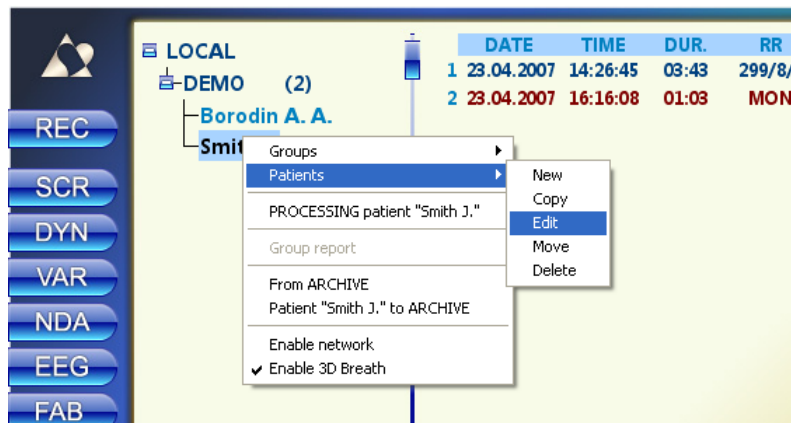 DATE TIME DUR. RR
LOCAL
1 23.04.2007 14:26:45 03:43 299/8/
DEMO (2)
2 23.04.2007 16:16:08 01:03 MON
Borodin A. A.
REC
Smit
Groups
Patients
New
SCR
Copy
PROCESSING patient "Smith J."
Edit
DYN
Group report
Move
Delete
VAR
From ARCHIVE
Patient "Smith J." to ARCHIVE
NDA
Enable network
EEG
Enable 3D Breath
FAB